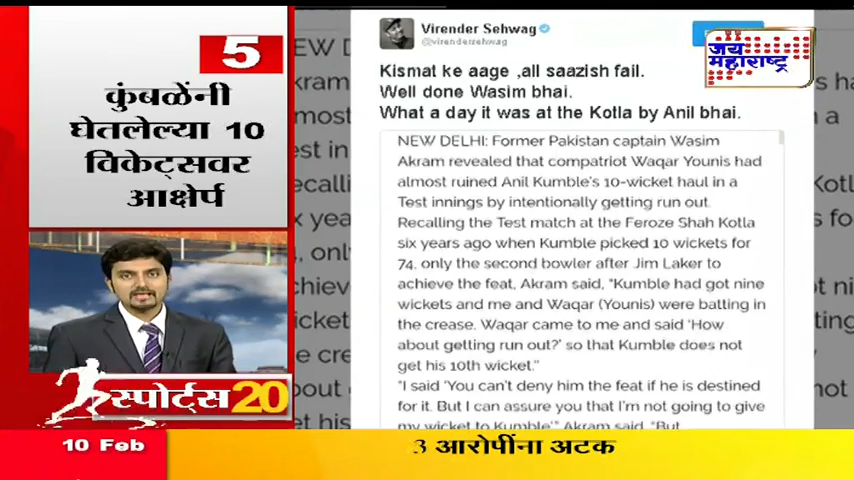 5
कुंबळेंनी
घेतलेल्या 10
विकेट्सवर
आक्षेर्प
स्पोर्ट्स 20
10 Feb
3 आरोपींना अटक
जय
महाराष्ट्र
Virender Sehwag
@virendersehwag
Kismat ke aage ,all saazish fail.
Well done Wasim bhai.
What a day it was at the Kotla by Anil bhai.
NEW DELHI: Former Pakistan captain Wasim
Akram revealed that compatriot Waqar Younis had
almost ruined Anil Kumble's 10-wicket haul in a
Test innings by intentionally getting run out.
Recalling the Test match at the Feroze Shah Kotla
six years ago when Kumble picked 10 wickets for
74, only the second bowler after Jim Laker to
achieve the feat, Akram said, "Kumble had got nine
wickets and me and Waqar (Younis) were batting in
the crease. Waqar came to me and said 'How
about getting run out?' so that Kumble does not
get his 10th wicket."
"I said 'You can't deny him the feat if he is destined
for it. But I can assure you that I'm not going to give
my wicket to Kumble'" Akram said. "But